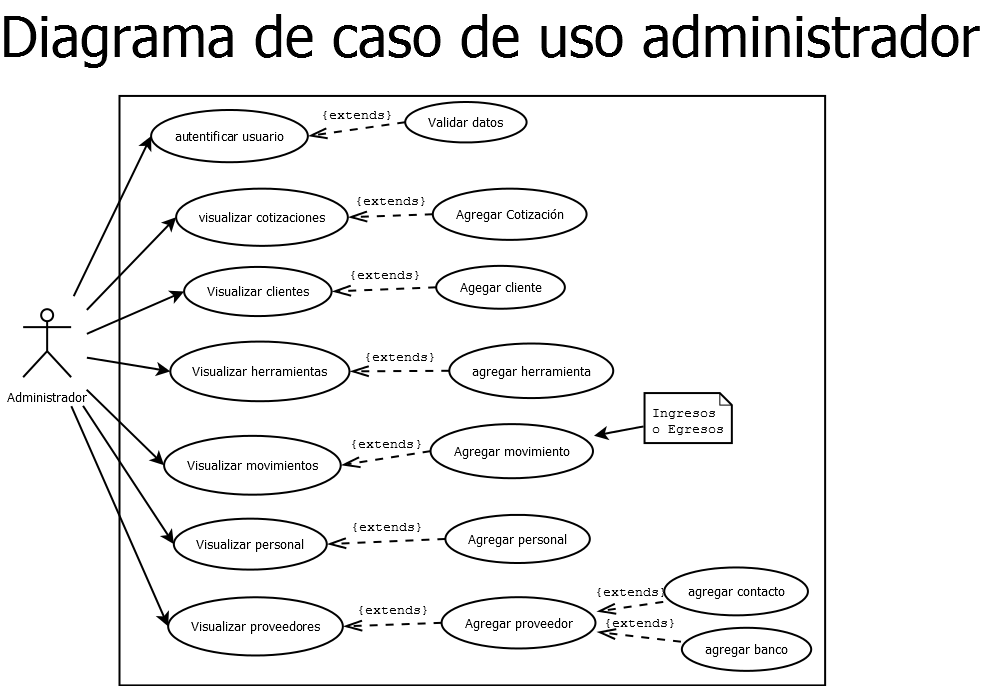 Diagrama de caso de uso administrador
autentificar usuario
{extends}
Validar datos
visualizar cotizaciones
{extends}
Agregar Cotización
Visualizar clientes
{extends}
Agegar cliente
Administrador
Visualizar herramientas
{extends}
agregar herramienta
Visualizar movimientos
{extends}
Agregar movimiento
Ingresos
o Egresos
Visualizar personal
{extends}
Agregar personal
Visualizar proveedores
{extends}
Agregar proveedor
{extends}
agregar contacto
{extends}
agregar banco